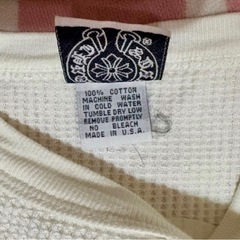 ®
100% COTTON
MACHINE WASH
IN COLD WATER
TUMBLE DRY LOW
REMOVE PROMPTLY
NO BLEACH
MADE IN U.S.A.